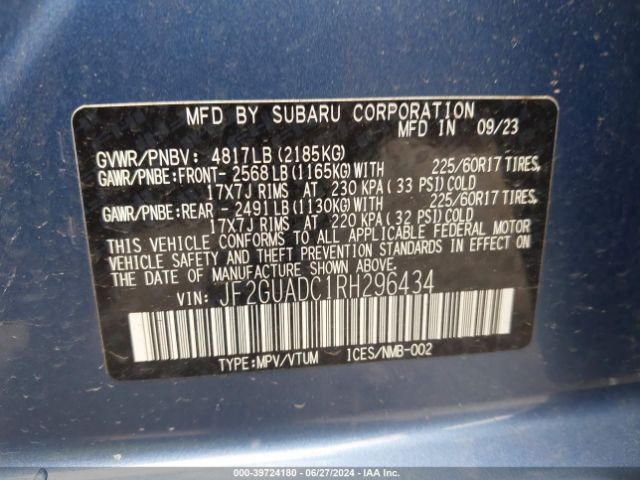 MFD BY SUBARU CORPORATION
MFD IN 09/23
GVWR/PNBV: 4817LB(2185KG)
GAWR/PNBE:FRONT- 2568LB(1165KG)WITH 225/60R17 TIRES,
17X7J RIMS AT 230 KPA(33 PSI)COLD
GAWR/PNBE:REAR - 2491LB(1130KG)WITH 225/60R17 TIRES,
17X7J RIMS AT 220 KPA(32 PSI)COLD
THIS VEHICLE CONFORMS TO ALL APPLICABLE FEDERAL MOTOR
VEHICLE SAFETY AND THEFT PREVENTION STANDARDS IN EFFECT ON
THE DATE OF MANUFACTURE SHOWN ABOVE.
VIN: JF2GUADC1RH296434
TYPE:MPV/VTUM ICES/NMB-002
000-39724180 - 06/27/2024 - IAA Inc.